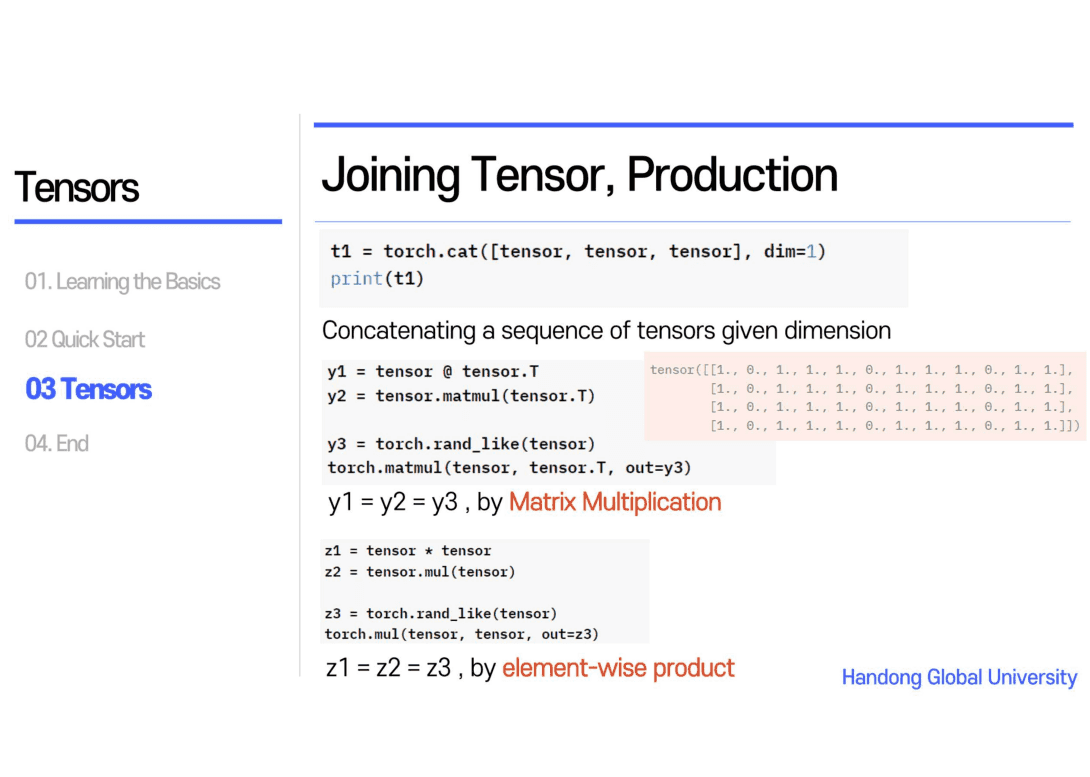 Tensors
01. Learning the Basics
02 Quick Start
03 Tensors
04. End
Joining Tensor, Production
t1 = torch.cat([tensor, tensor, tensor], dim=1)
print(t1)
Concatenating a sequence of tensors given dimension
y1 = tensor @ tensor.T
y2 = tensor.matmul(tensor.T)
y3 = torch.rand_like(tensor)
torch.matmul(tensor, tensor.T, out=y3)
tensor([[1., 0., 1., 1., 1., 0., 1., 1., 1., 0., 1., 1.],
[1., 0., 1., 1., 1., 0., 1., 1., 1., 0., 1., 1.],
[1., 0., 1., 1., 1., 0., 1., 1., 1., 0., 1., 1.],
[1., 0., 1., 1., 1., 0., 1., 1., 1., 0., 1., 1.]])
y1 = y2 = y3 , by Matrix Multiplication
z1 = tensor * tensor
z2 = tensor.mul(tensor)
z3 = torch.rand_like(tensor)
torch.mul(tensor, tensor, out=z3)
z1 = z2 = z3 , by element-wise product
Handong Global University